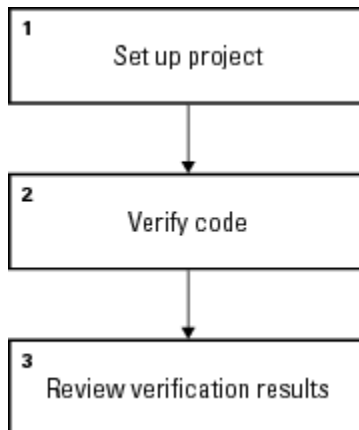 1
Set up project
2
Verify code
3
Review verification results